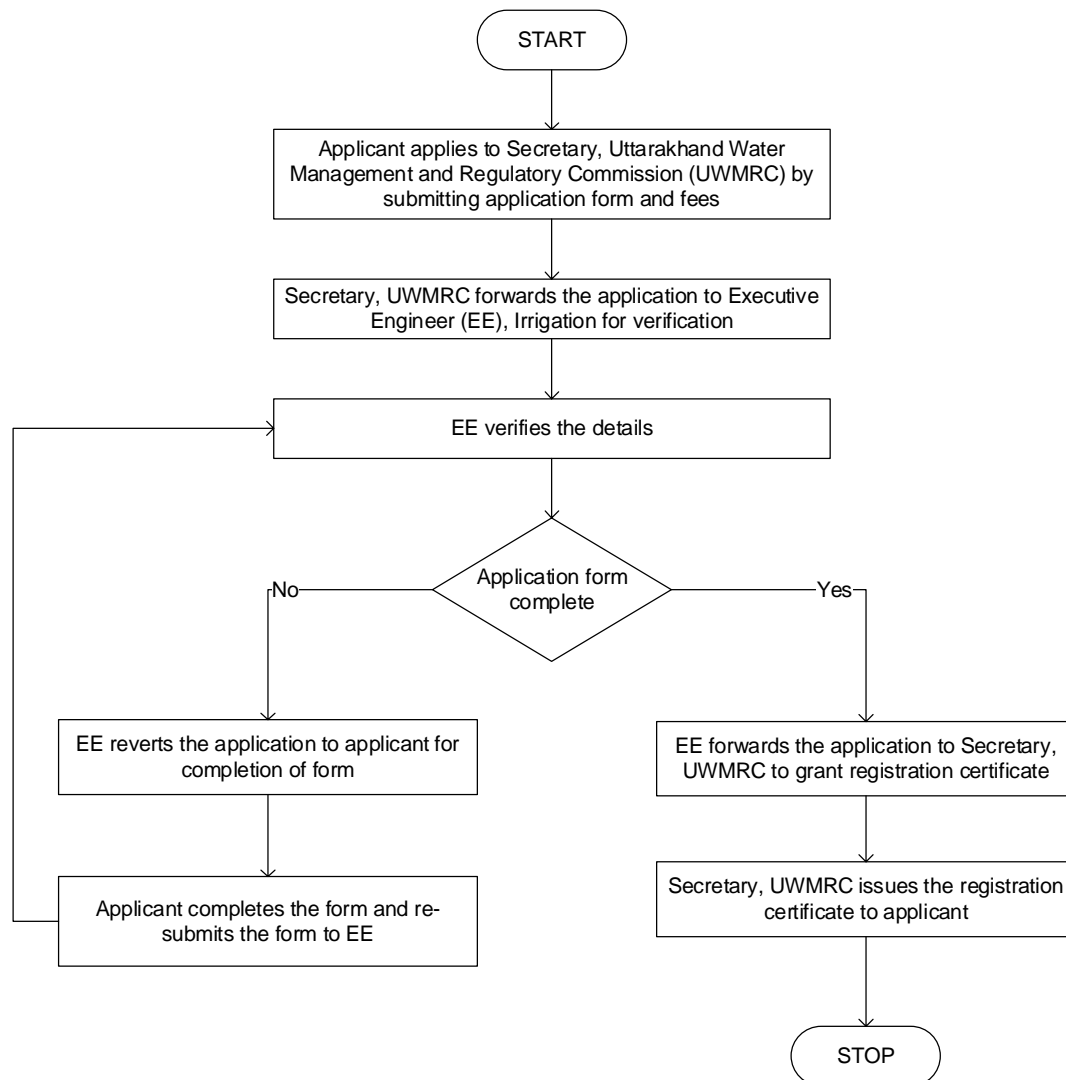 START
Applicant applies to Secretary, Uttarakhand Water
Management and Regulatory Commission (UWMRC) by
submitting application form and fees
Secretary, UWMRC forwards the application to Executive
Engineer (EE), Irrigation for verification
EE verifies the details
Application form
complete
No
Yes
EE reverts the application to applicant for
completion of form
EE forwards the application to Secretary,
UWMRC to grant registration certificate
Applicant completes the form and re-
submits the form to EE
Secretary, UWMRC issues the registration
certificate to applicant
STOP